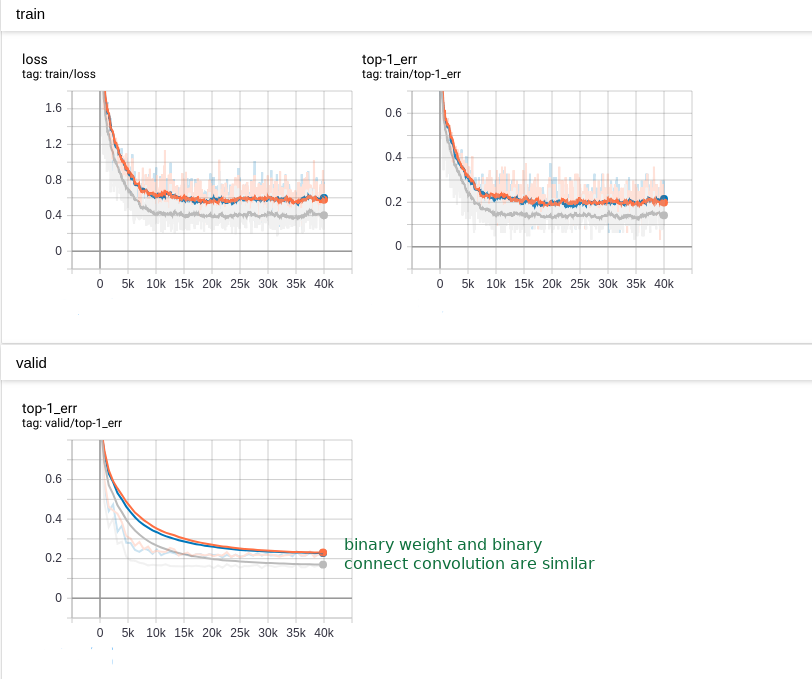 train
loss
tag: train/loss
1.6
1.2
0.8
0.4
0
0 5k 10k 15k 20k 25k 30k 35k 40k
top-1_err
tag: train/top-1_err
0.6
0.4
0.2
0
0 5k 10k 15k 20k 25k 30k 35k 40k
valid
top-1_err
tag: valid/top-1_err
0.6
0.4
0.2
0
0 5k 10k 15k 20k 25k 30k 35k 40k
binary weight and binary
connect convolution are similar